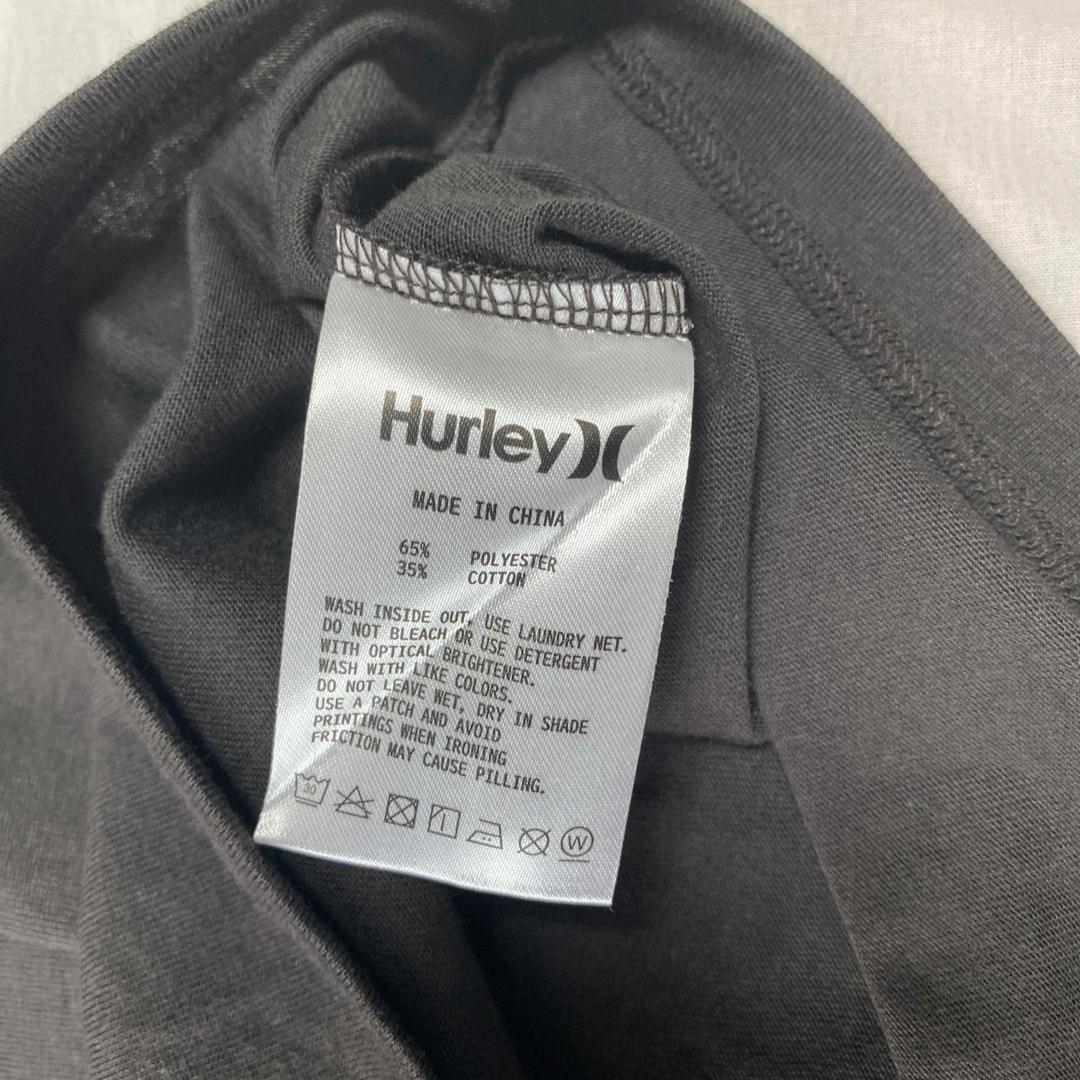 Hurley
MADE IN CHINA
65% POLYESTER
35% COTTON
WASH INSIDE OUT, USE LAUNDRY NET.
DO NOT BLEACH OR USE DETERGENT
WITH OPTICAL BRIGHTENER.
WASH WITH LIKE COLORS.
DO NOT LEAVE WET, DRY IN SHADE
USE A PATCH AND AVOID
PRINTINGS WHEN IRONING
FRICTION MAY CAUSE PILLING.
30 W